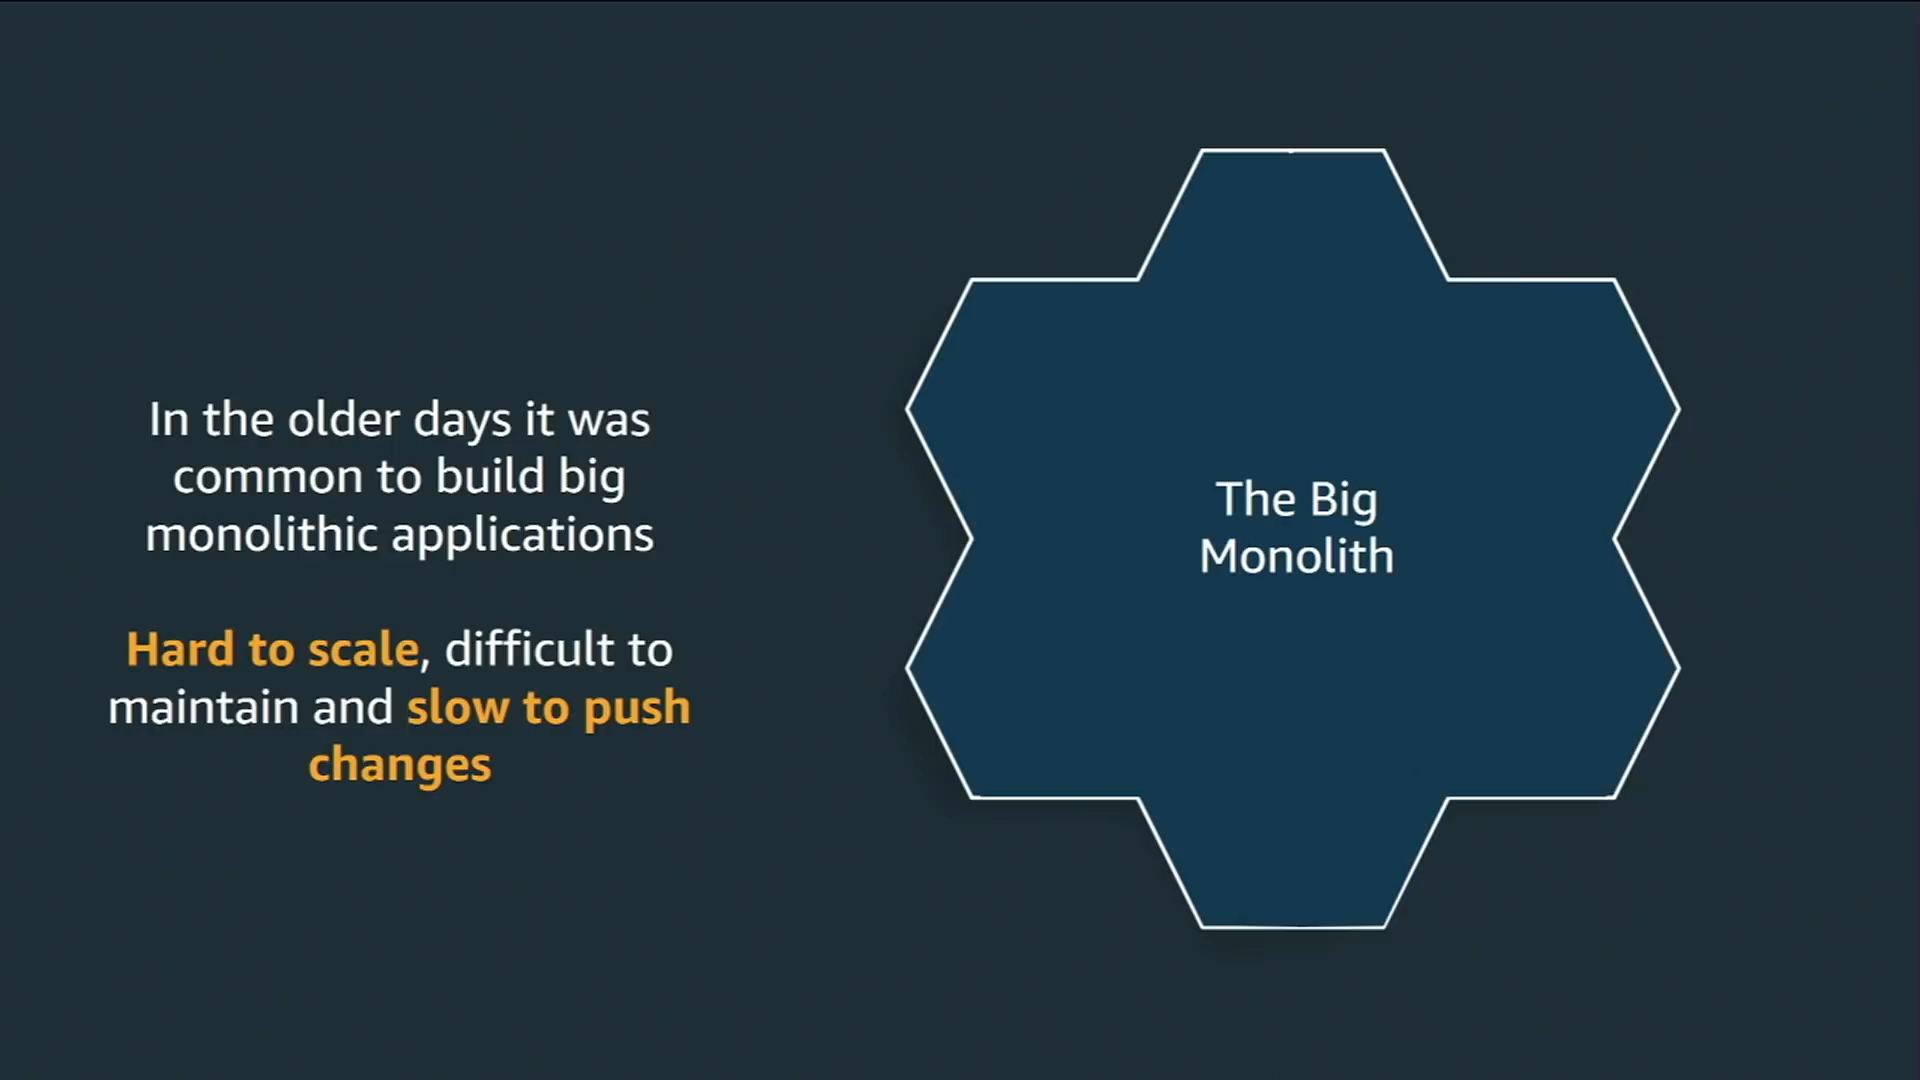 In the older days it was
common to build big
monolithic applications
Hard to scale, difficult to
maintain and slow to push
changes
The Big
Monolith